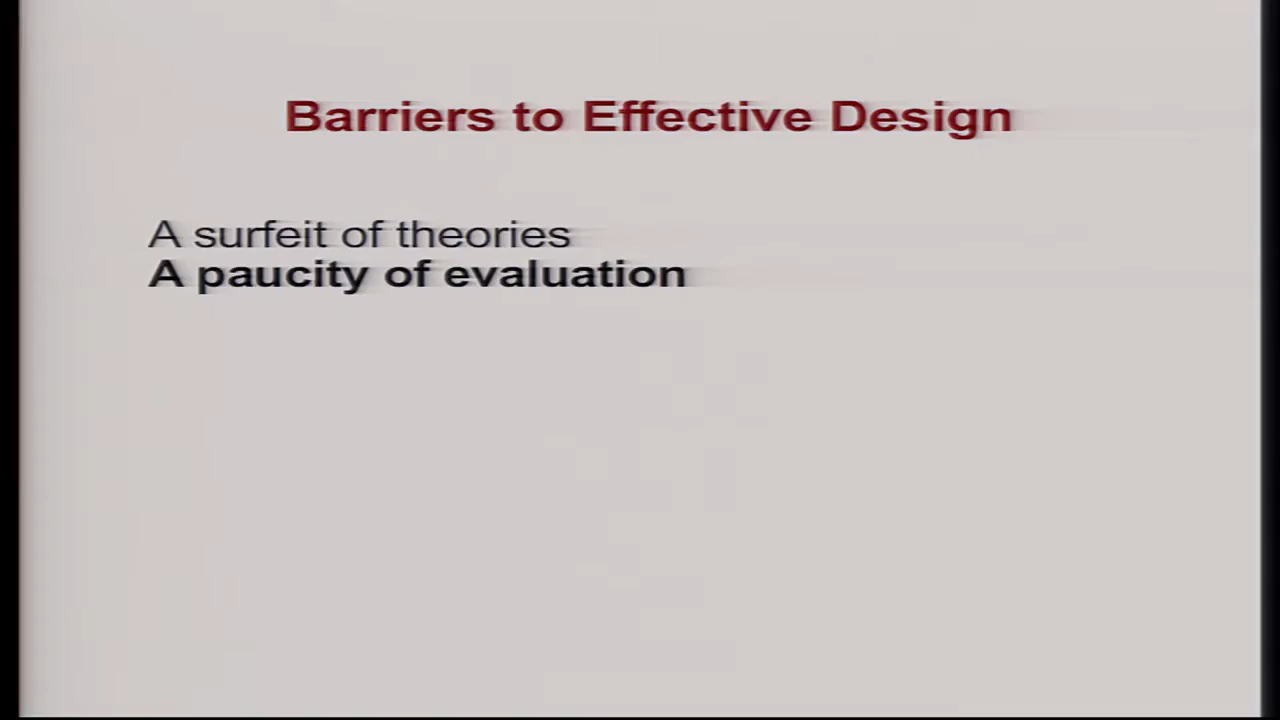 Barriers to Effective Design
A surfeit of theories
A paucity of evaluation